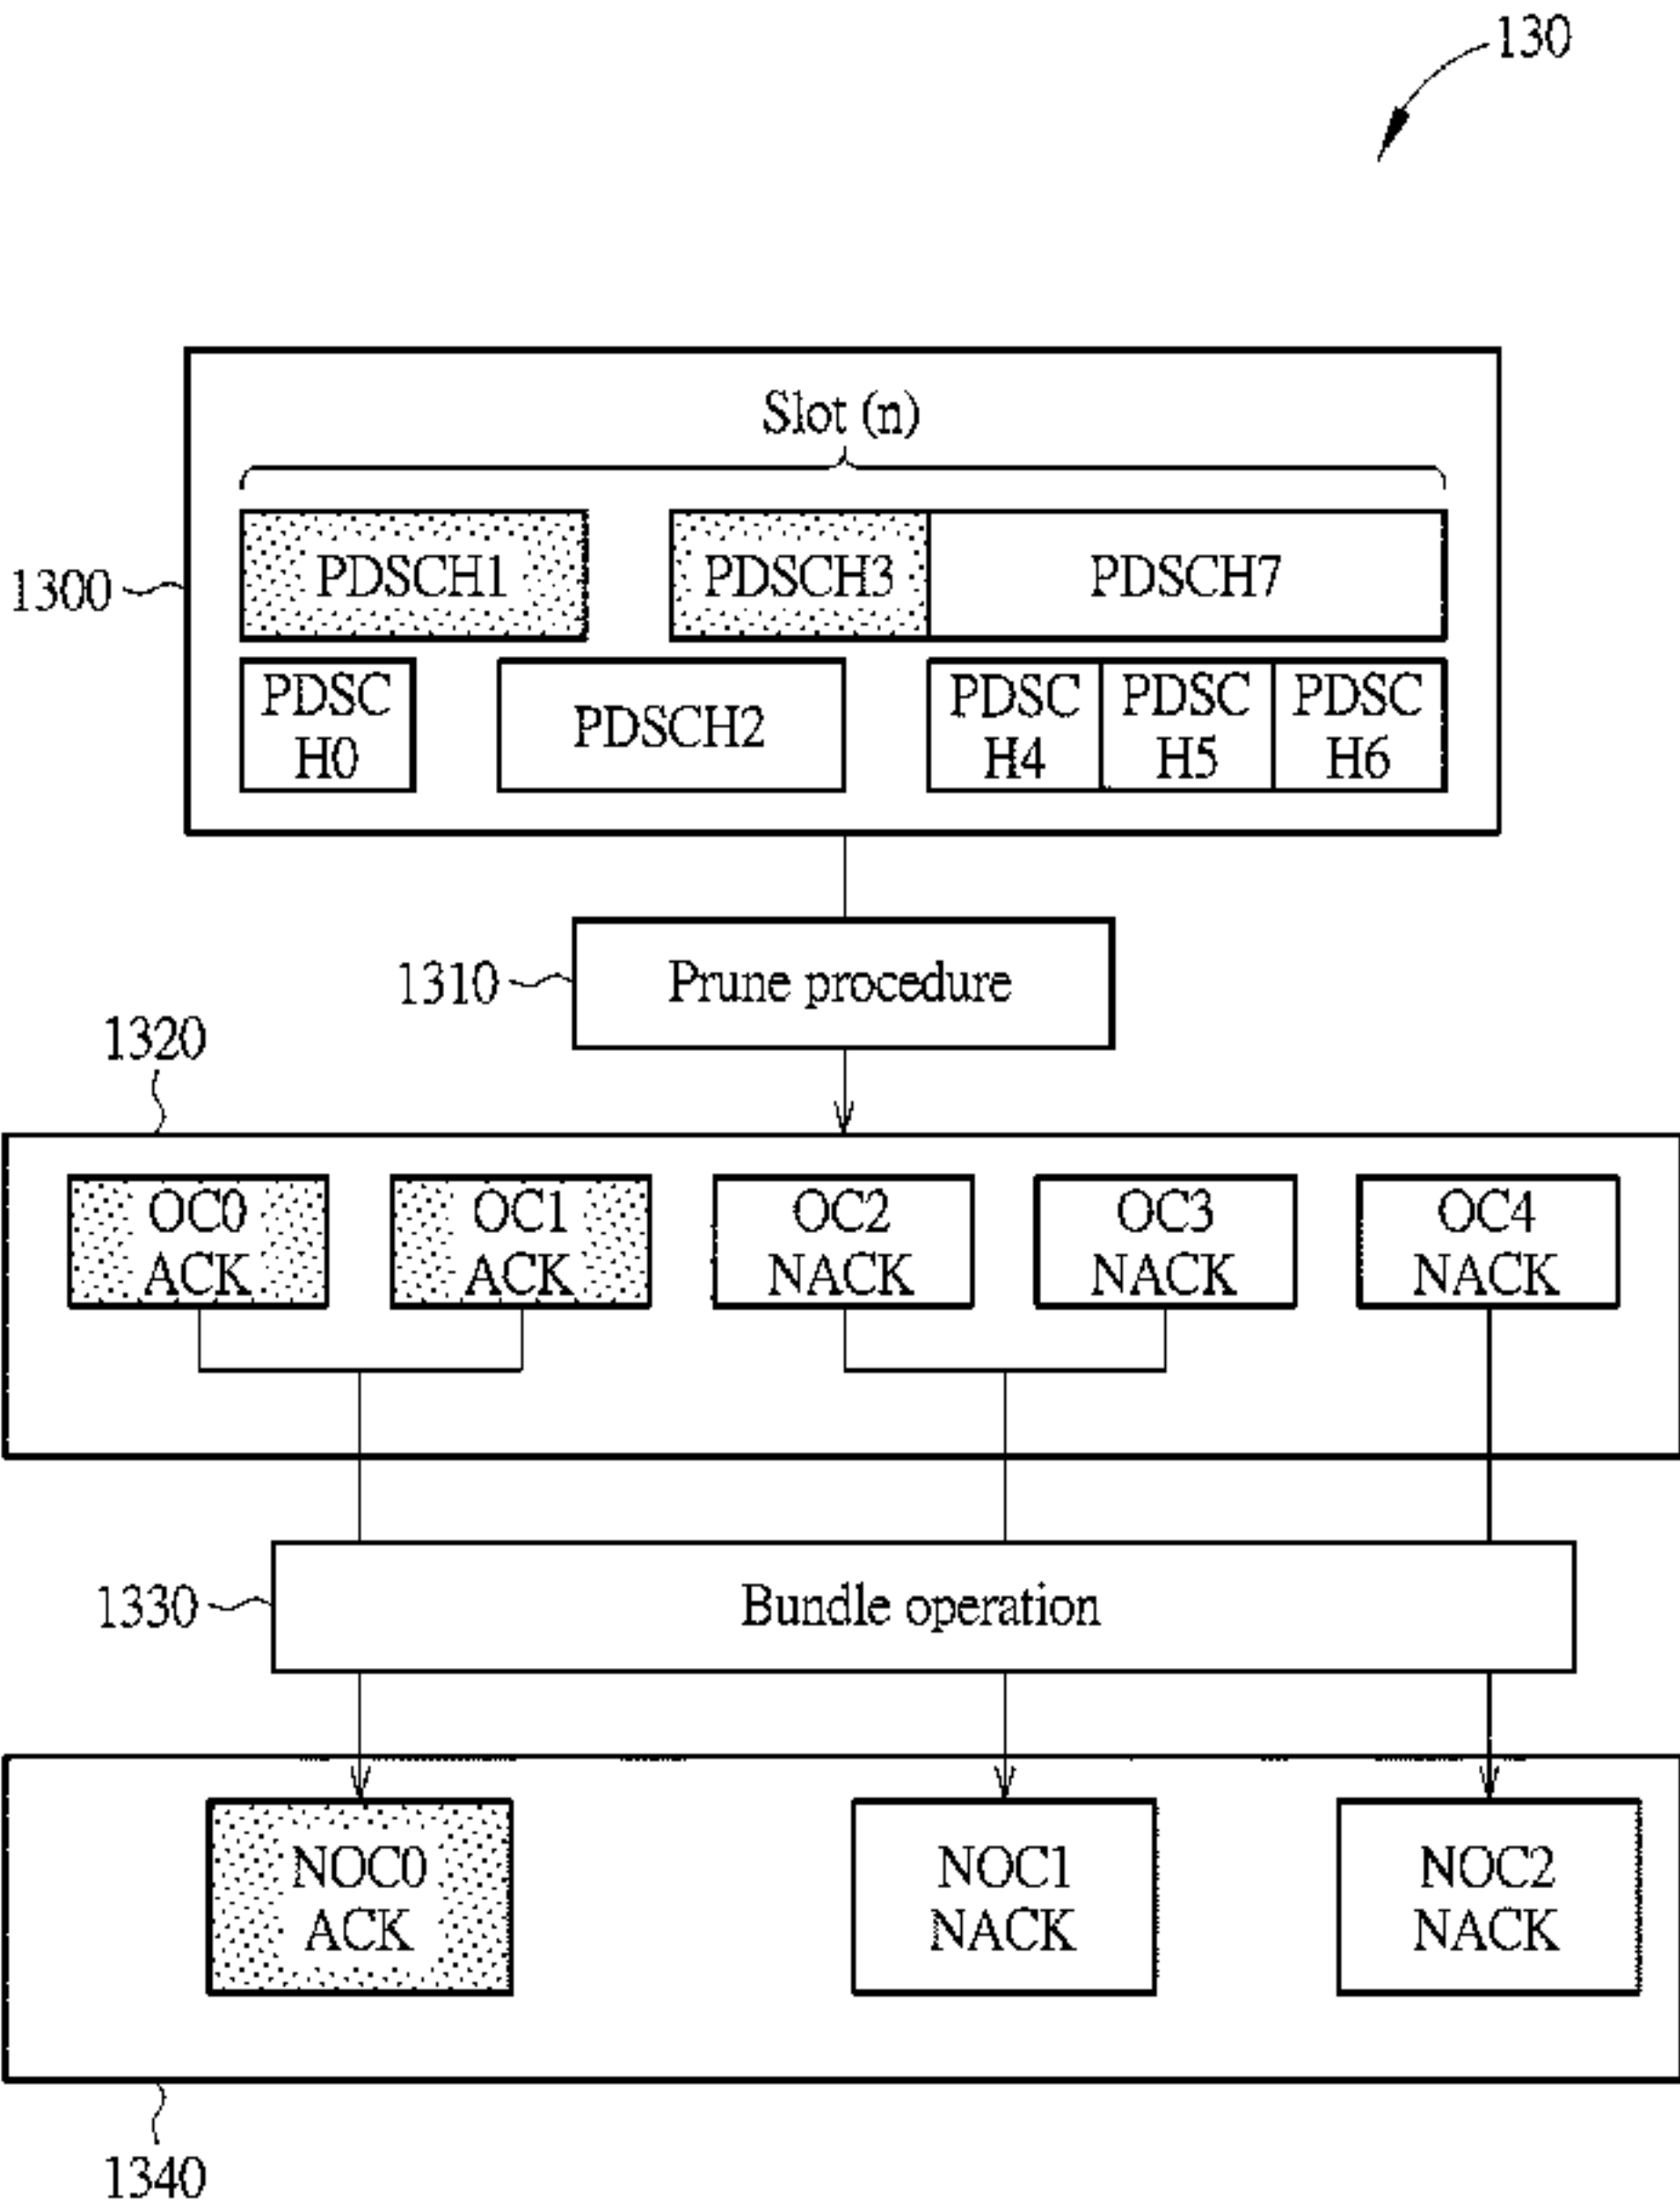 130
Slot (n)
1300
PDSCH1
PDSCH3
PDSCH7
PDSC
H0
PDSCH2
PDSC
H4
PDSC
H5
PDSC
H6
1310
Prune procedure
1320
OC0
ACK
OC1
ACK
OC2
NACK
OC3
NACK
OC4
NACK
1330
Bundle operation
NOC0
ACK
NOC1
NACK
NOC2
NACK
1340